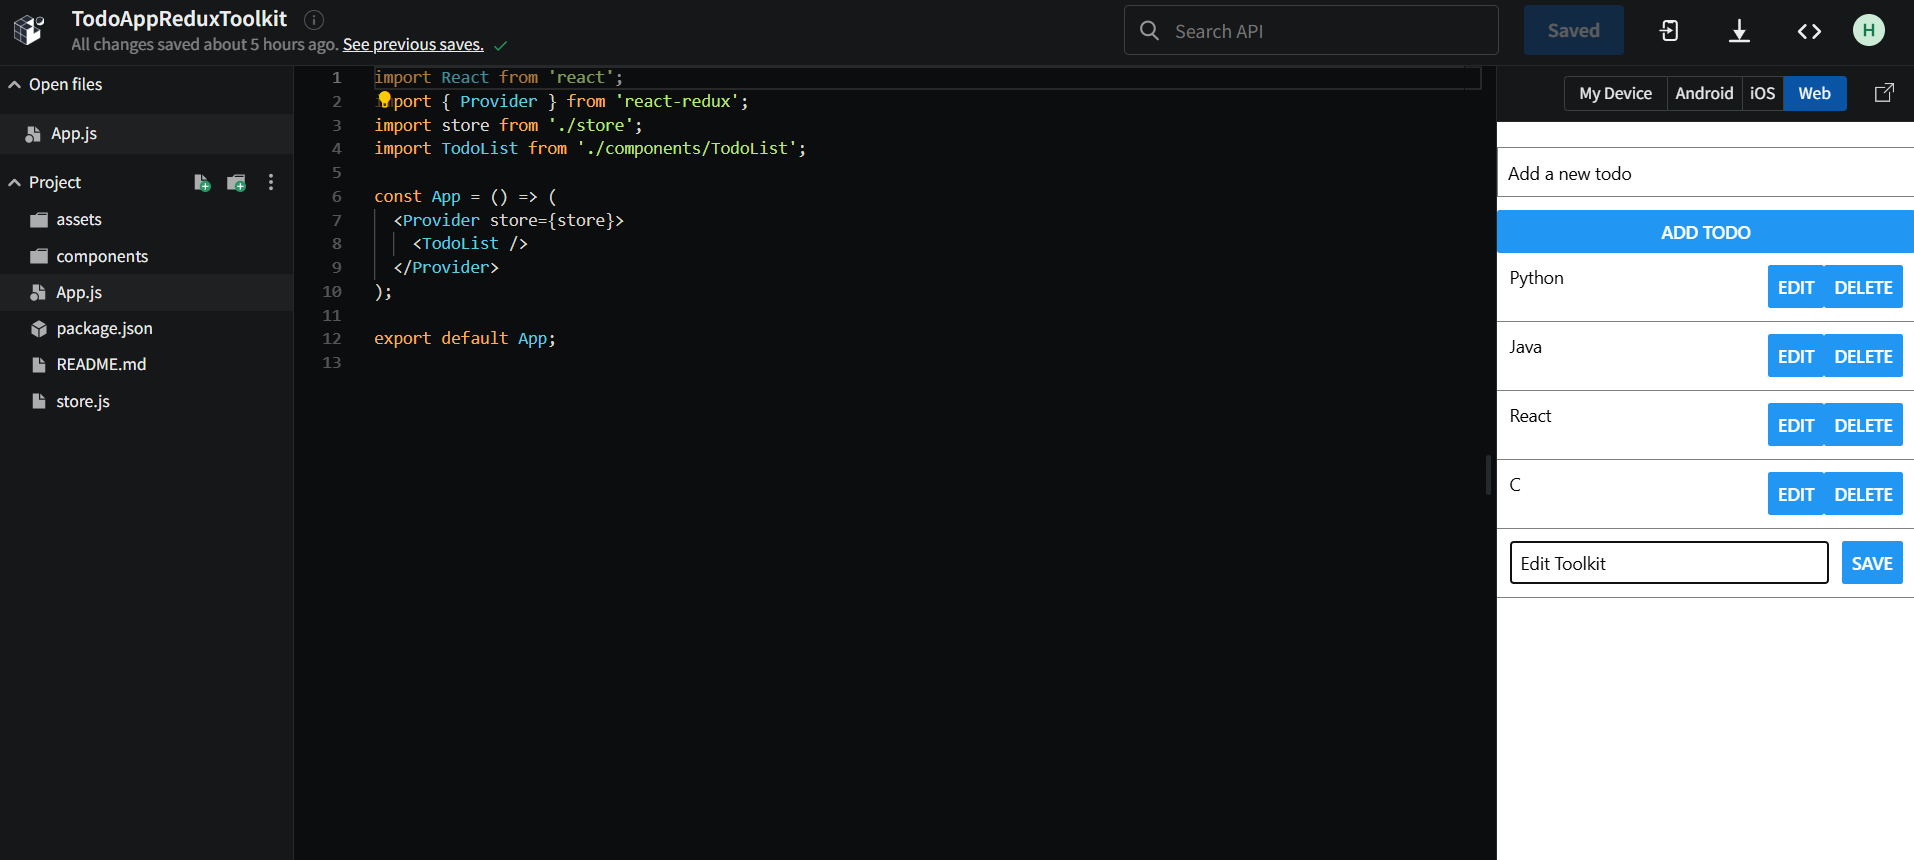 TodoAppReduxToolkit
All changes saved about 5 hours ago. See previous saves.
Search API
Saved
H
Open files
App.js
Project
assets
components
App.js
package.json
README.md
store.js
1 import React from 'react';
2 import { Provider } from 'react-redux';
3 import store from './store';
4 import TodoList from './components/TodoList';
5
6 const App = () => (
7 <Provider store={store}>
8 <TodoList />
9 </Provider>
10 );
11
12 export default App;
13
My Device Android iOS Web
Add a new todo
ADD TODO
Python EDIT DELETE
Java EDIT DELETE
React EDIT DELETE
C EDIT DELETE
Edit Toolkit SAVE